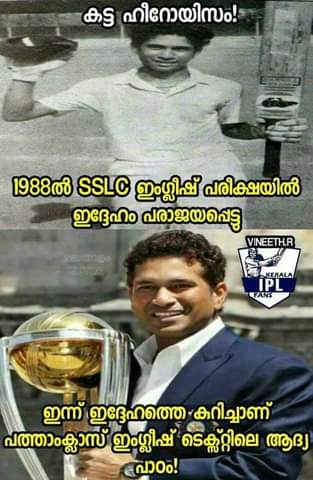 കട്ട ഹീറോയിസം!
1988ൽ SSLC ഇംഗ്ലീഷ് പരീക്ഷയിൽ
ഇദ്ദേഹം പരാജയപ്പെട്ടു
VINEETH.R
KERALA
IPL
FANS
ഇന്ന് ഇദ്ദേഹത്തെ കുറിച്ചാണ്
പത്താംക്ലാസ് ഇംഗ്ലീഷ് ടെക്സ്റ്റിലെ ആദ്യ
പാഠം!